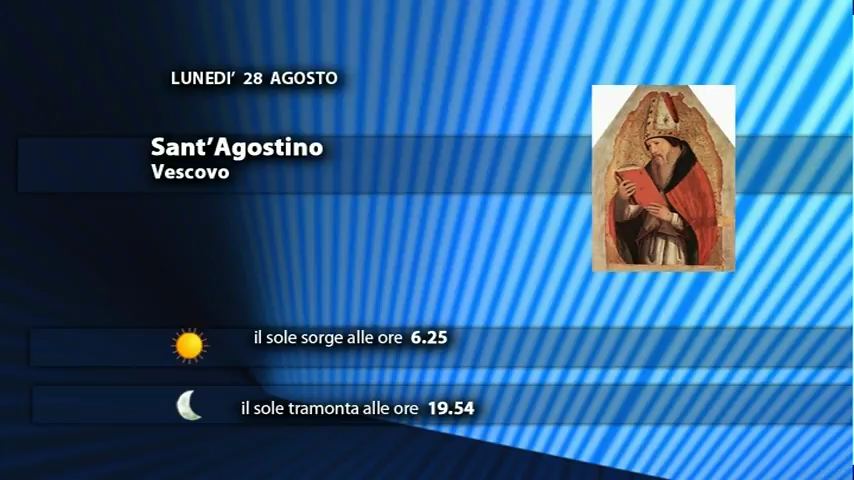 LUNEDI’ 28 AGOSTO
Sant’Agostino
Vescovo
il sole sorge alle ore 6.25
il sole tramonta alle ore 19.54